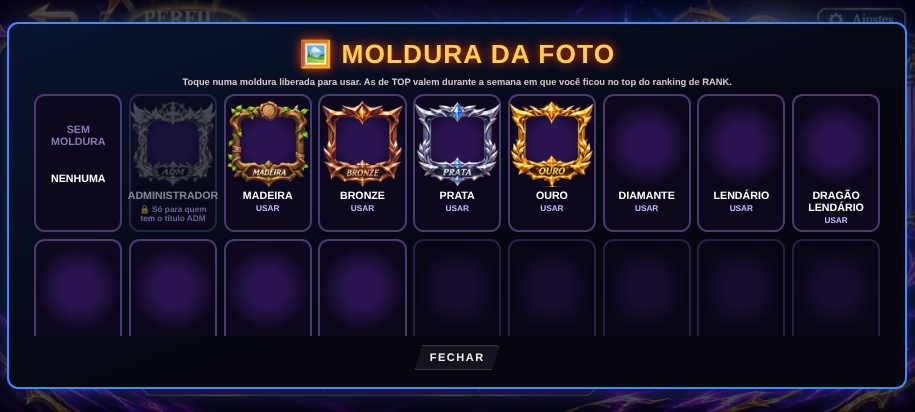 PERFIL
Ajustes
MOLDURA DA FOTO
Toque numa moldura liberada para usar. As de TOP valem durante a semana em que você ficou no top do ranking de RANK.
SEM
MOLDURA
NENHUMA
ADM
ADMINISTRADOR
Só para quem
tem o título ADM
MADEIRA
MADEIRA
USAR
BRONZE
BRONZE
USAR
PRATA
PRATA
USAR
OURO
OURO
USAR
DIAMANTE
USAR
LENDÁRIO
USAR
DRAGÃO
LENDÁRIO
USAR
FECHAR